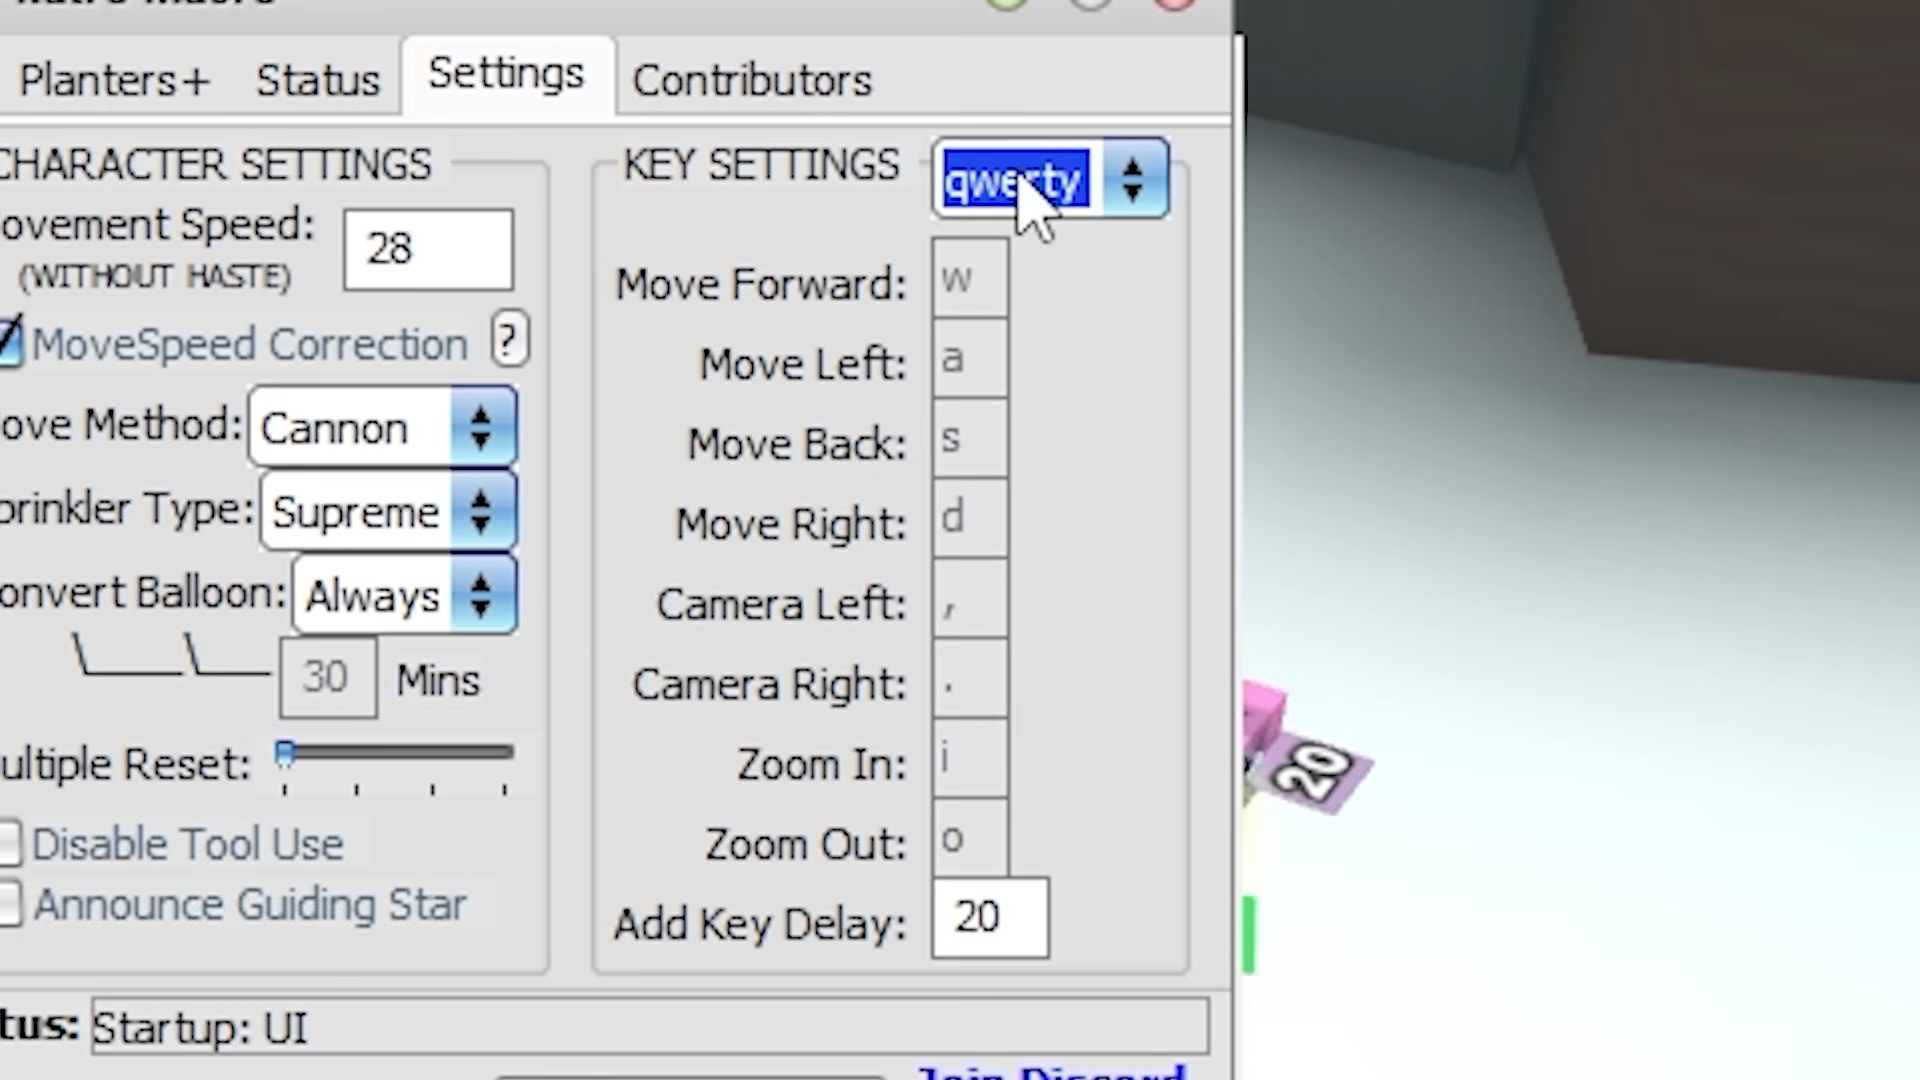 Planters+ Status Settings Contributors
CHARACTER SETTINGS
ovement Speed: 28
(WITHOUT HASTE)
MoveSpeed Correction ?
ove Method: Cannon
prinkler Type: Supreme
onvert Balloon: Always
30 Mins
ultiple Reset:
Disable Tool Use
Announce Guiding Star
KEY SETTINGS qwerty
Move Forward: w
Move Left: a
Move Back: s
Move Right: d
Camera Left: ,
Camera Right: .
Zoom In: i
Zoom Out: o
Add Key Delay: 20
20
tus: Startup: UI
Join Discord